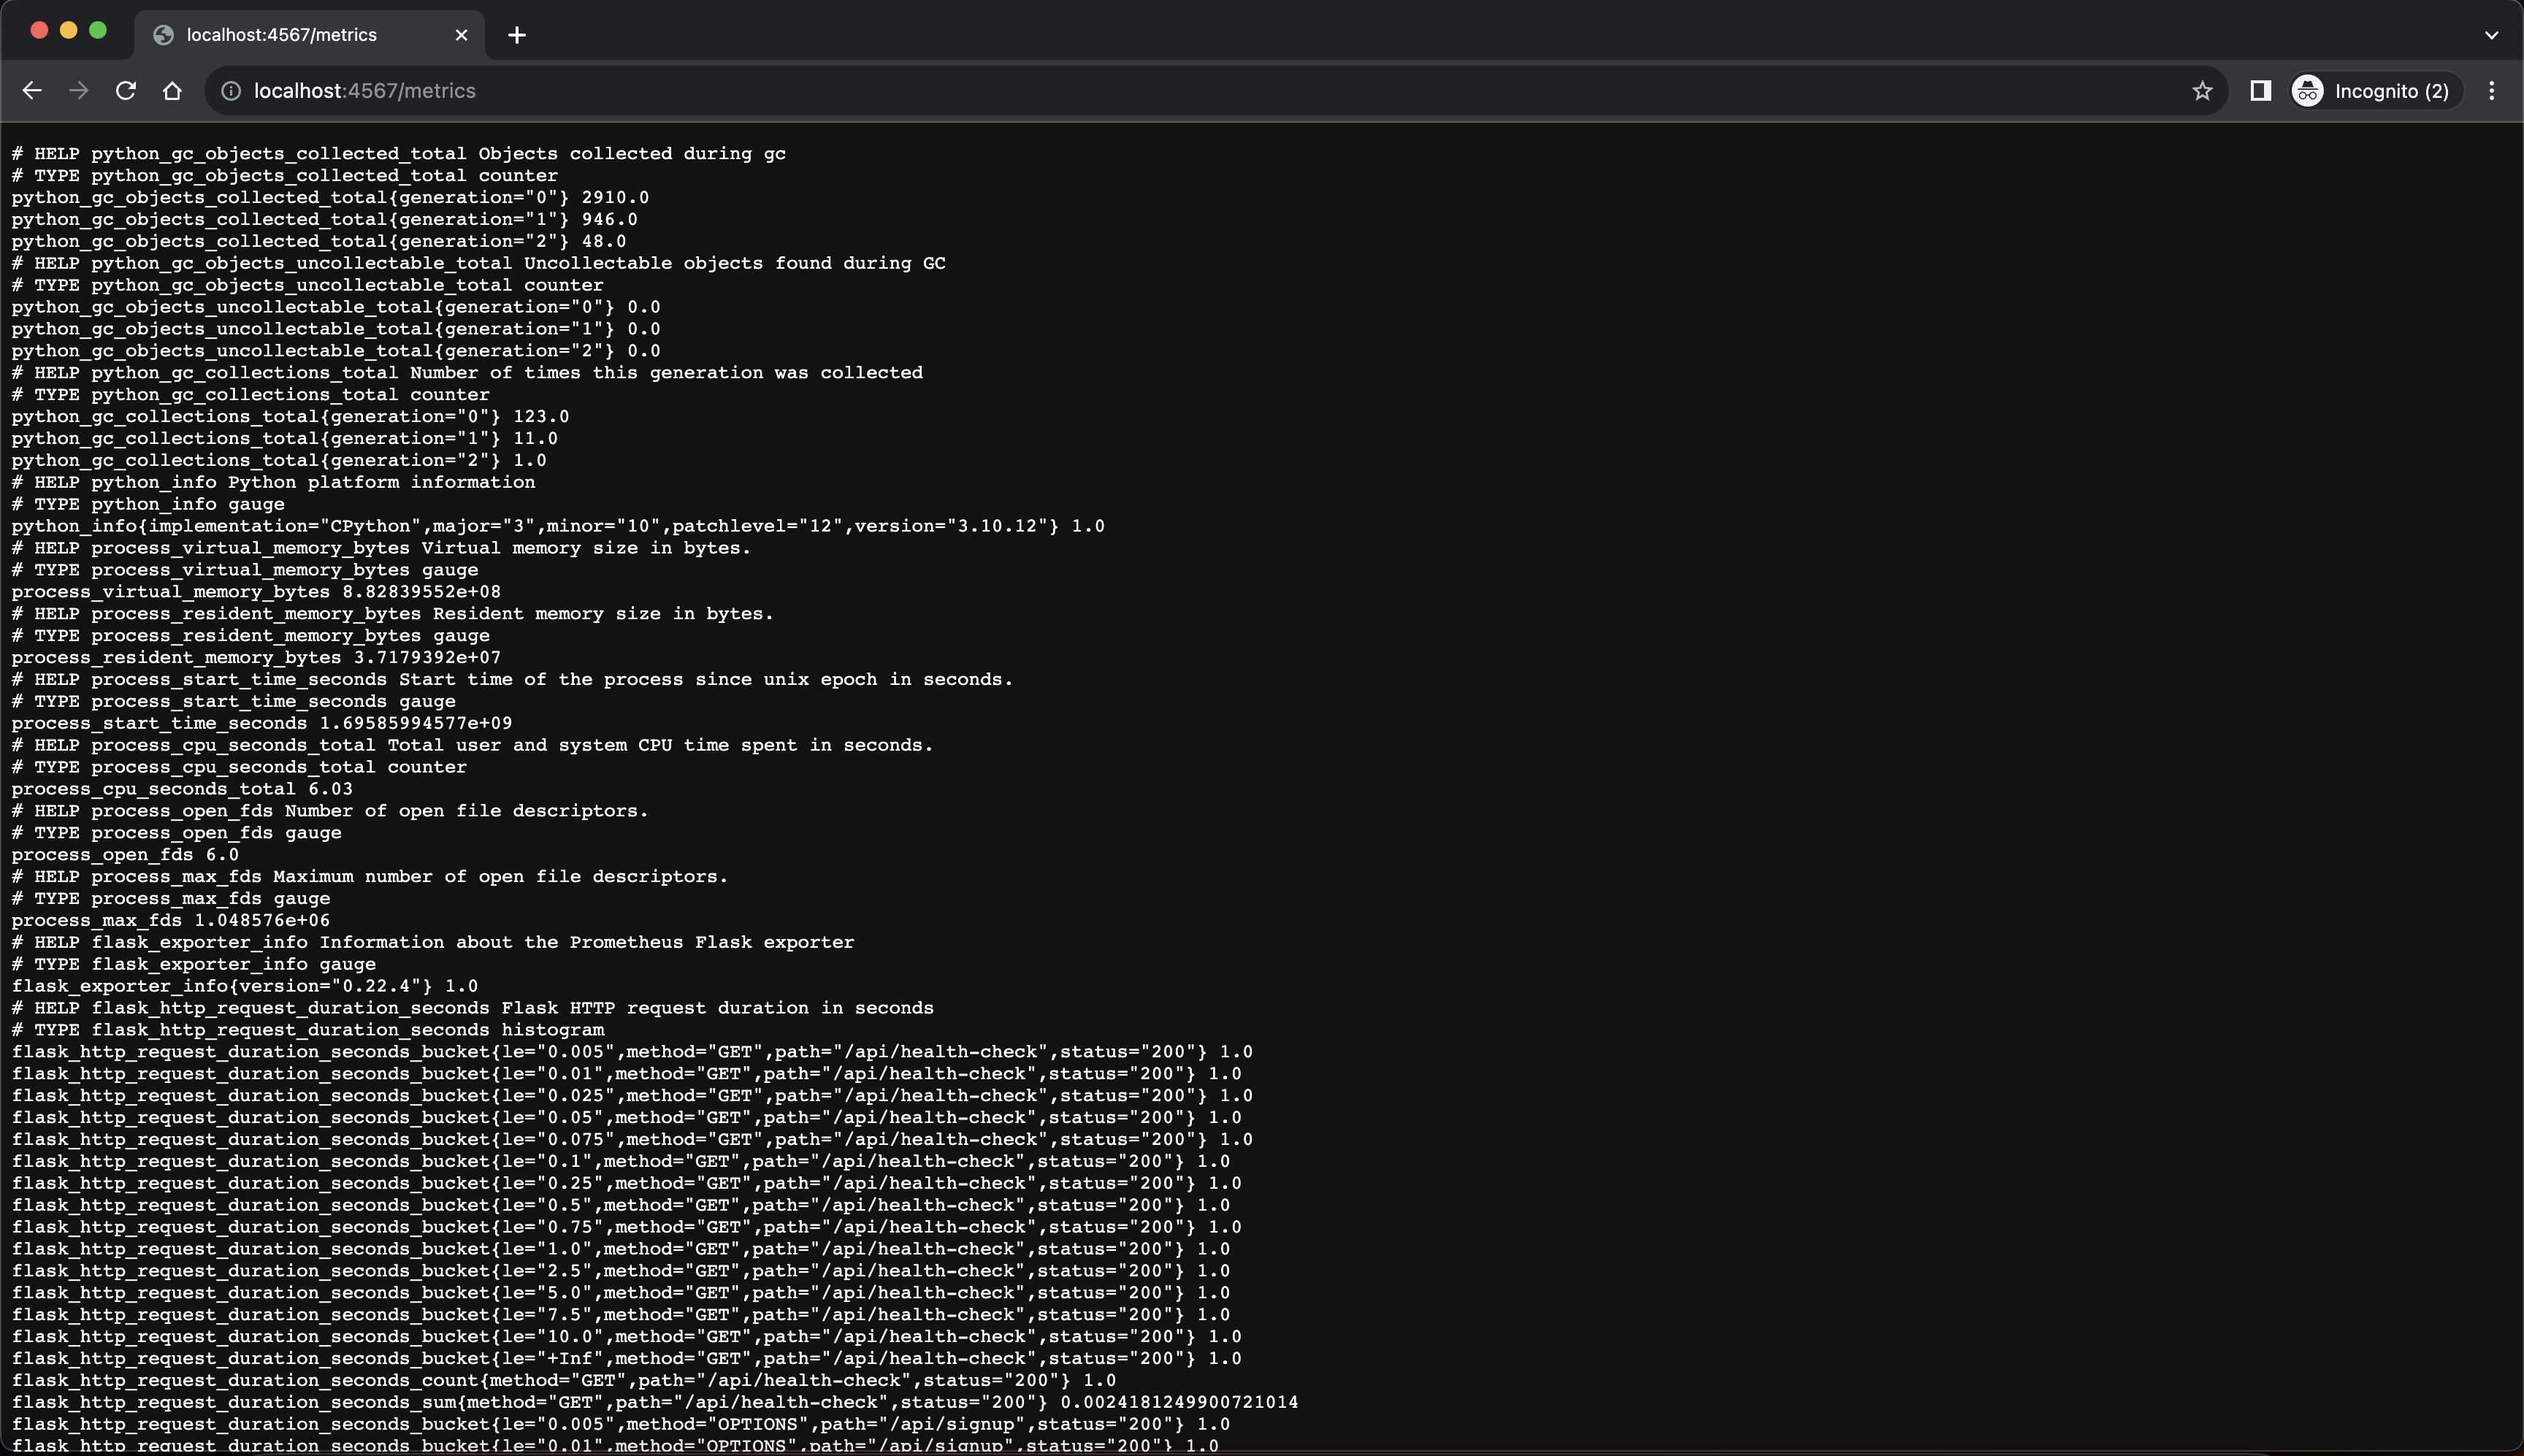 localhost:4567/metrics
localhost:4567/metrics
Incognito (2)
# HELP python_gc_objects_collected_total Objects collected during gc
# TYPE python_gc_objects_collected_total counter
python_gc_objects_collected_total{generation="0"} 2910.0
python_gc_objects_collected_total{generation="1"} 946.0
python_gc_objects_collected_total{generation="2"} 48.0
# HELP python_gc_objects_uncollectable_total Uncollectable objects found during GC
# TYPE python_gc_objects_uncollectable_total counter
python_gc_objects_uncollectable_total{generation="0"} 0.0
python_gc_objects_uncollectable_total{generation="1"} 0.0
python_gc_objects_uncollectable_total{generation="2"} 0.0
# HELP python_gc_collections_total Number of times this generation was collected
# TYPE python_gc_collections_total counter
python_gc_collections_total{generation="0"} 123.0
python_gc_collections_total{generation="1"} 11.0
python_gc_collections_total{generation="2"} 1.0
# HELP python_info Python platform information
# TYPE python_info gauge
python_info{implementation="CPython",major="3",minor="10",patchlevel="12",version="3.10.12"} 1.0
# HELP process_virtual_memory_bytes Virtual memory size in bytes.
# TYPE process_virtual_memory_bytes gauge
process_virtual_memory_bytes 8.82839552e+08
# HELP process_resident_memory_bytes Resident memory size in bytes.
# TYPE process_resident_memory_bytes gauge
process_resident_memory_bytes 3.7179392e+07
# HELP process_start_time_seconds Start time of the process since unix epoch in seconds.
# TYPE process_start_time_seconds gauge
process_start_time_seconds 1.69585994577e+09
# HELP process_cpu_seconds_total Total user and system CPU time spent in seconds.
# TYPE process_cpu_seconds_total counter
process_cpu_seconds_total 6.03
# HELP process_open_fds Number of open file descriptors.
# TYPE process_open_fds gauge
process_open_fds 6.0
# HELP process_max_fds Maximum number of open file descriptors.
# TYPE process_max_fds gauge
process_max_fds 1.048576e+06
# HELP flask_exporter_info Information about the Prometheus Flask exporter
# TYPE flask_exporter_info gauge
flask_exporter_info{version="0.22.4"} 1.0
# HELP flask_http_request_duration_seconds Flask HTTP request duration in seconds
# TYPE flask_http_request_duration_seconds histogram
flask_http_request_duration_seconds_bucket{le="0.005",method="GET",path="/api/health-check",status="200"} 1.0
flask_http_request_duration_seconds_bucket{le="0.01",method="GET",path="/api/health-check",status="200"} 1.0
flask_http_request_duration_seconds_bucket{le="0.025",method="GET",path="/api/health-check",status="200"} 1.0
flask_http_request_duration_seconds_bucket{le="0.05",method="GET",path="/api/health-check",status="200"} 1.0
flask_http_request_duration_seconds_bucket{le="0.075",method="GET",path="/api/health-check",status="200"} 1.0
flask_http_request_duration_seconds_bucket{le="0.1",method="GET",path="/api/health-check",status="200"} 1.0
flask_http_request_duration_seconds_bucket{le="0.25",method="GET",path="/api/health-check",status="200"} 1.0
flask_http_request_duration_seconds_bucket{le="0.5",method="GET",path="/api/health-check",status="200"} 1.0
flask_http_request_duration_seconds_bucket{le="0.75",method="GET",path="/api/health-check",status="200"} 1.0
flask_http_request_duration_seconds_bucket{le="1.0",method="GET",path="/api/health-check",status="200"} 1.0
flask_http_request_duration_seconds_bucket{le="2.5",method="GET",path="/api/health-check",status="200"} 1.0
flask_http_request_duration_seconds_bucket{le="5.0",method="GET",path="/api/health-check",status="200"} 1.0
flask_http_request_duration_seconds_bucket{le="7.5",method="GET",path="/api/health-check",status="200"} 1.0
flask_http_request_duration_seconds_bucket{le="10.0",method="GET",path="/api/health-check",status="200"} 1.0
flask_http_request_duration_seconds_bucket{le="+Inf",method="GET",path="/api/health-check",status="200"} 1.0
flask_http_request_duration_seconds_count{method="GET",path="/api/health-check",status="200"} 1.0
flask_http_request_duration_seconds_sum{method="GET",path="/api/health-check",status="200"} 0.0024181249900721014
flask_http_request_duration_seconds_bucket{le="0.005",method="OPTIONS",path="/api/signup",status="200"} 1.0
flask_http_request_duration_seconds_bucket{le="0.01",method="OPTIONS",path="/api/signup",status="200"} 1.0